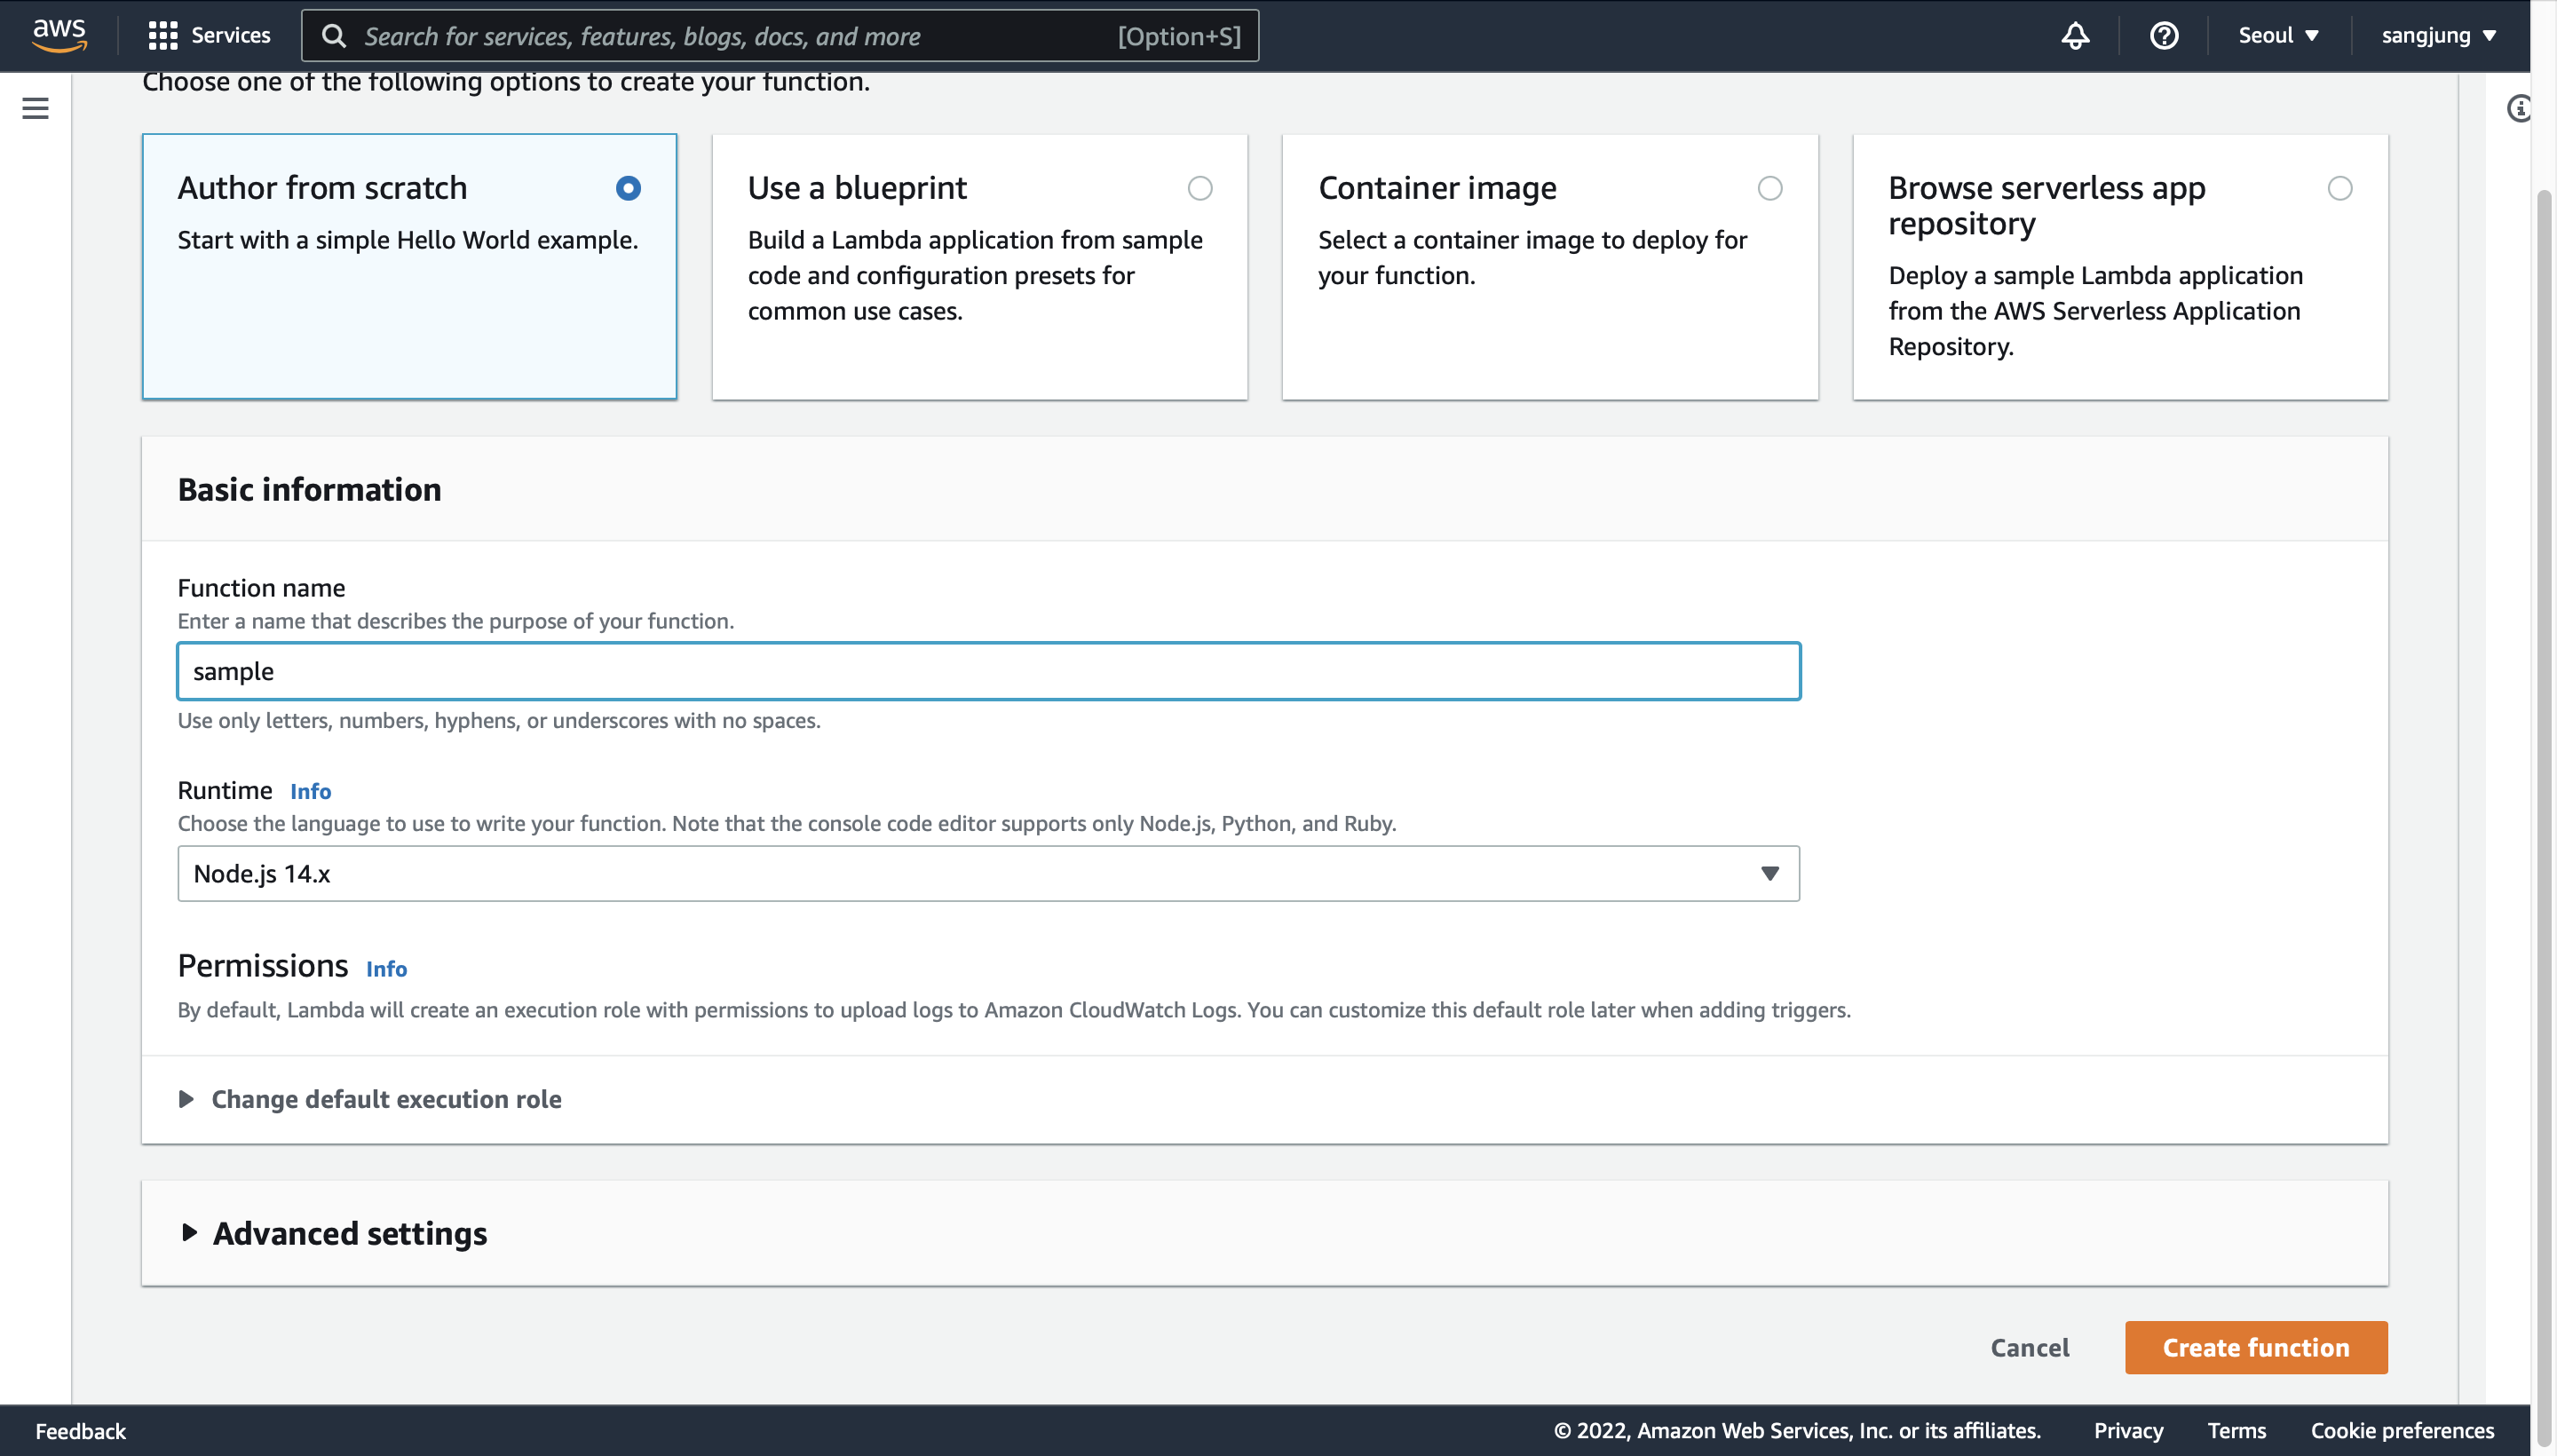 aws
Services
Search for services, features, blogs, docs, and more
[Option+S]
Seoul
sangjung
Choose one of the following options to create your function.
Author from scratch
Start with a simple Hello World example.
Use a blueprint
Build a Lambda application from sample
code and configuration presets for
common use cases.
Container image
Select a container image to deploy for
your function.
Browse serverless app
repository
Deploy a sample Lambda application
from the AWS Serverless Application
Repository.
Basic information
Function name
Enter a name that describes the purpose of your function.
sample
Use only letters, numbers, hyphens, or underscores with no spaces.
Runtime Info
Choose the language to use to write your function. Note that the console code editor supports only Node.js, Python, and Ruby.
Node.js 14.x
Permissions Info
By default, Lambda will create an execution role with permissions to upload logs to Amazon CloudWatch Logs. You can customize this default role later when adding triggers.
Change default execution role
Advanced settings
Cancel
Create function
Feedback
© 2022, Amazon Web Services, Inc. or its affiliates.
Privacy
Terms
Cookie preferences